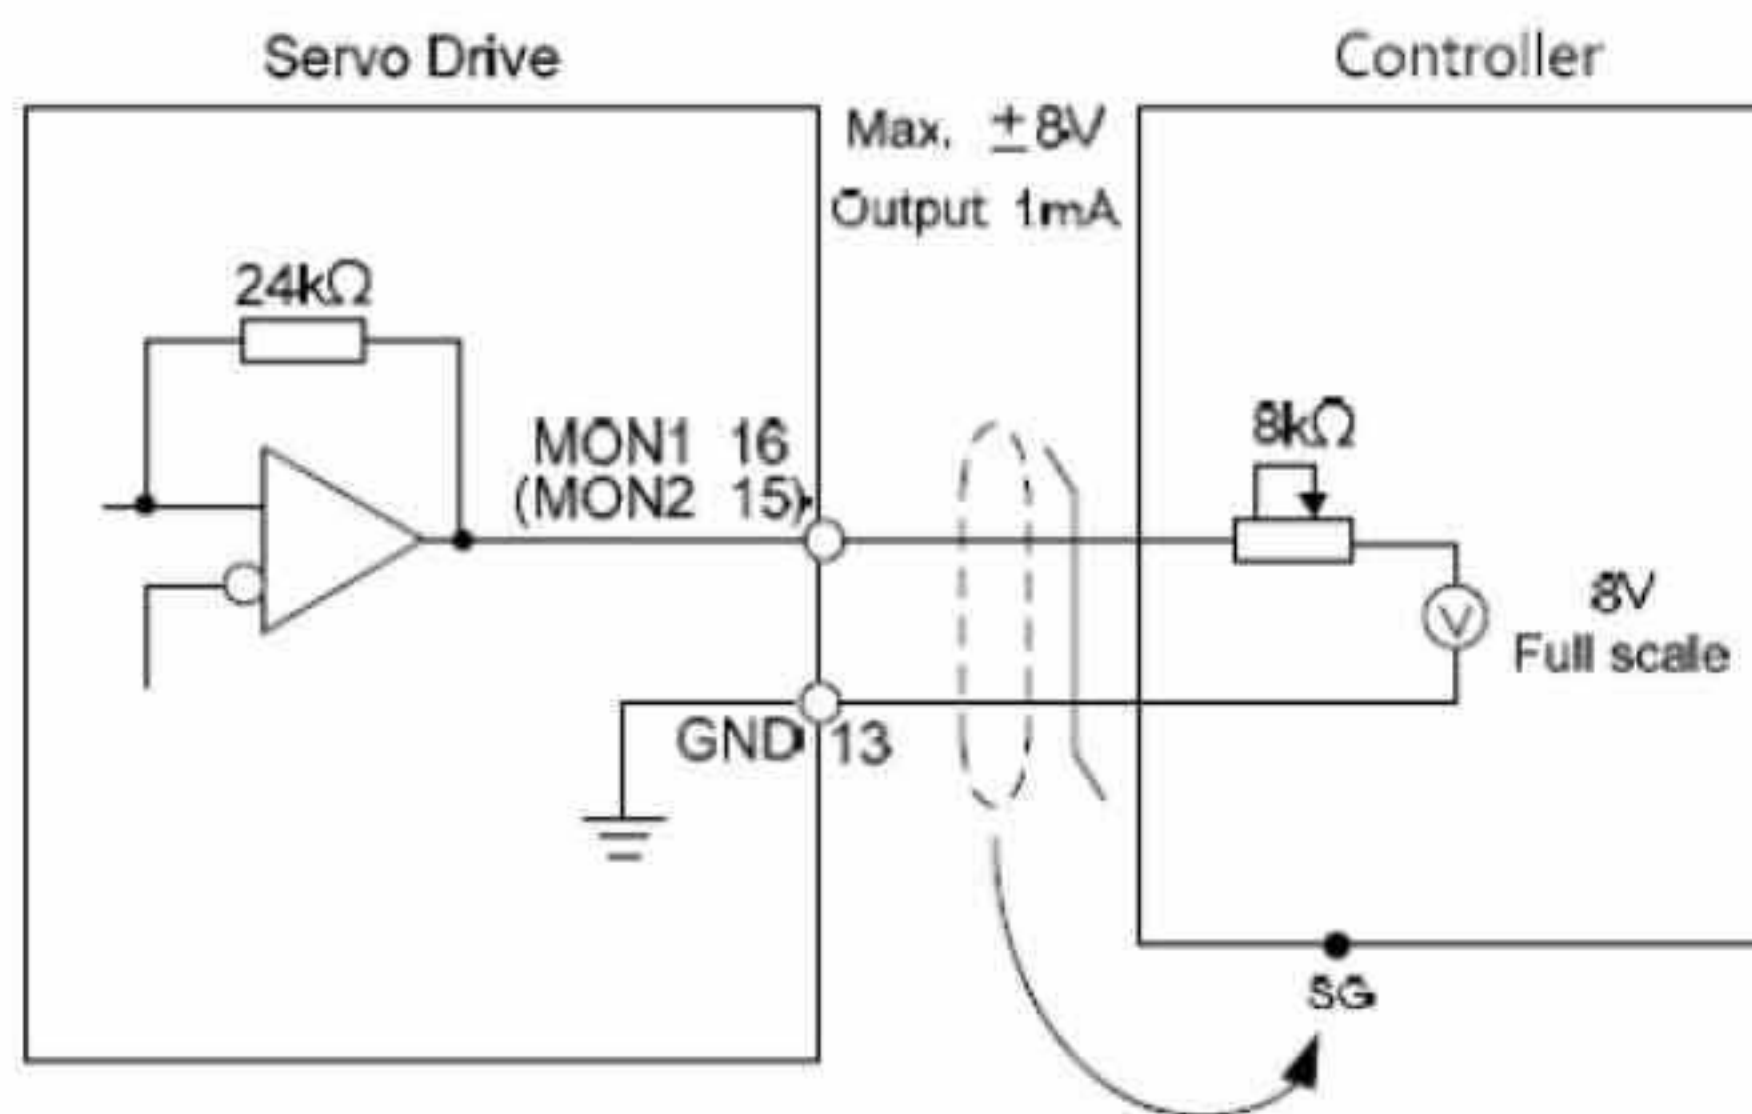 Servo Drive
Controller
Max. ±8V
Output 1mA
24kΩ
MON1 16
(MON2 15)
8kΩ
8V
Full scale
V
GND 13
SG